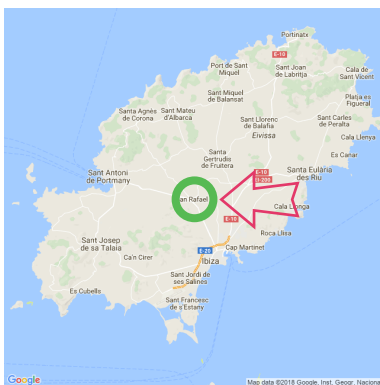 Portinatx
E-10
Port de Sant
Miquel
Sant Joan
de Labritja
Cala de
Sant Vicent
Sant Miquel
de Balansat
Platja es
Figueral
Santa Agnès
de Corona
Sant Mateu
d'Albarca
Sant Llorenc
de Balafia
Sant Carles
de Peralta
Eivissa
Cala Llenya
Santa
Gertrudis
de Fruitera
Es Canar
Sant Antoni
de Portmany
E-10
Santa Eulària
des Riu
an Rafael
Cala Llonga
E-10
Roca Llisa
Sant Josep
de sa Talaia
Cap Martinet
E-20
Ca'n Cirer
Ibiza
Sant Jordi de
ses Salines
Es Cubells
Sant Francesc
de s'Estany
Google
Map data ©2018 Google, Inst. Geogr. Naciona